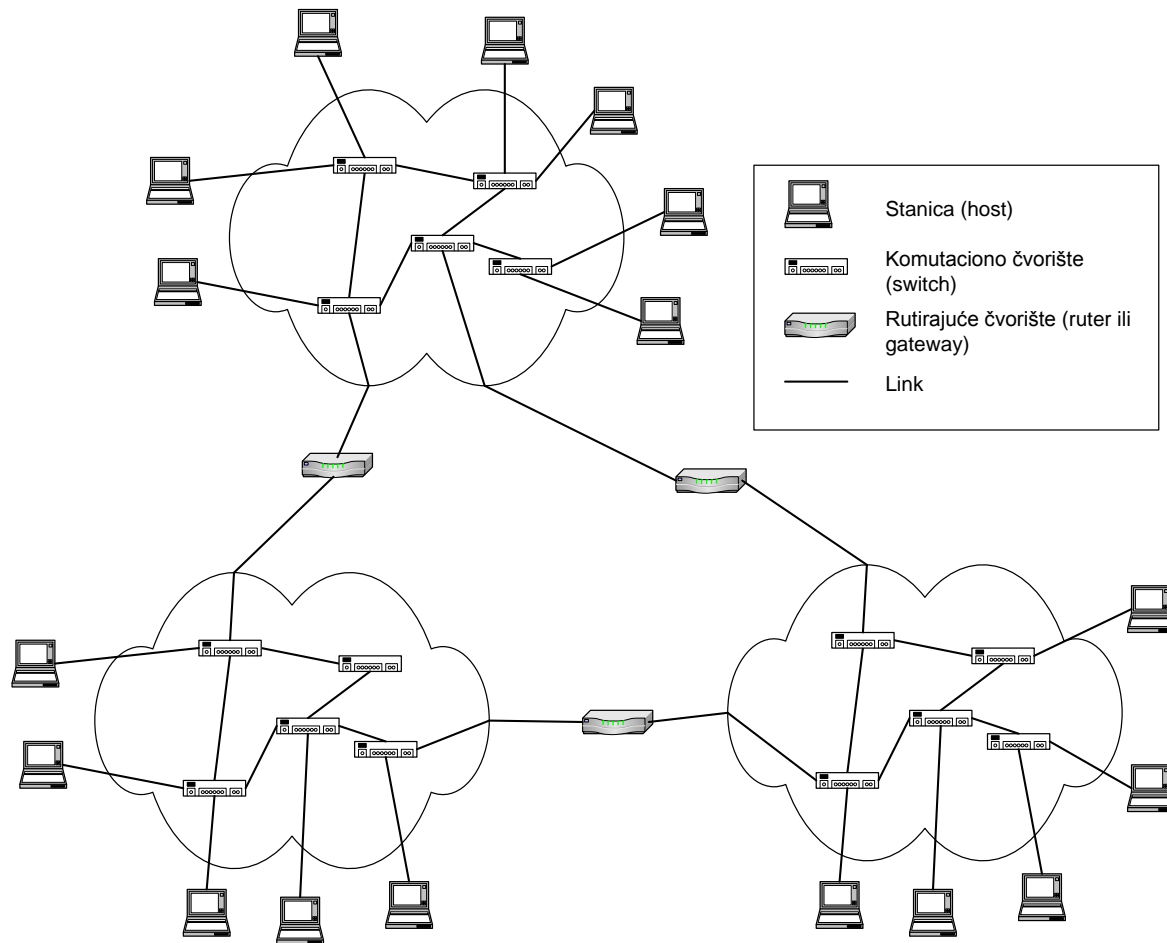 Stanica (host)
Komutaciono čvorište
(switch)
Rutirajuće čvorište (ruter ili
gateway)
Link